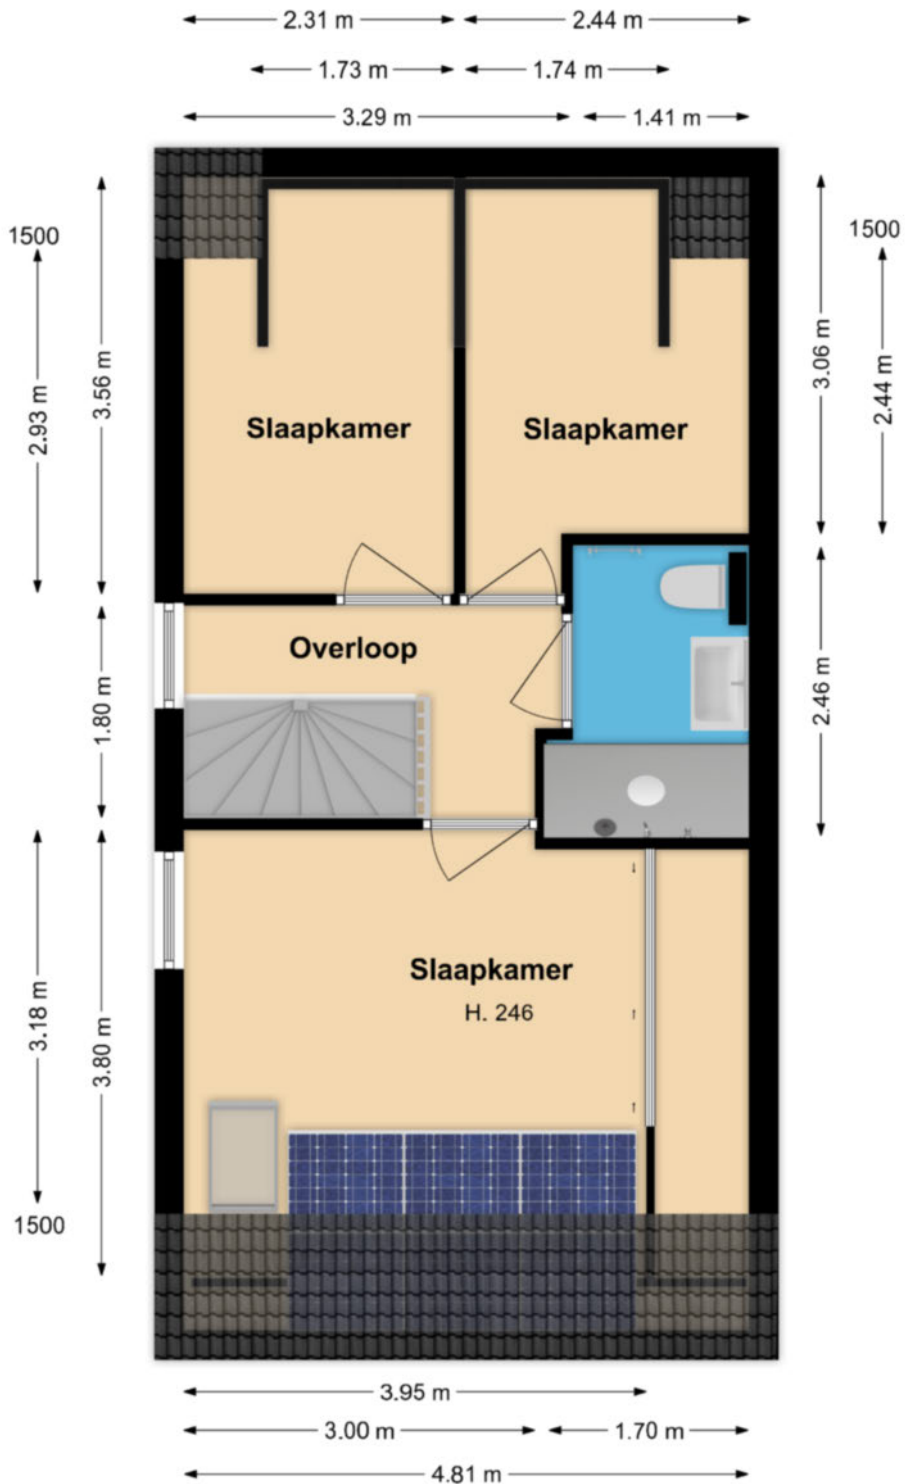 2.31 m
2.44 m
1.73 m
1.74 m
3.29 m
1.41 m
1500
1500
2.93 m
3.56 m
3.06 m
2.44 m
Slaapkamer
Slaapkamer
Overloop
1.80 m
2.46 m
Slaapkamer
H. 246
3.18 m
3.80 m
1500
3.95 m
3.00 m
1.70 m
4.81 m